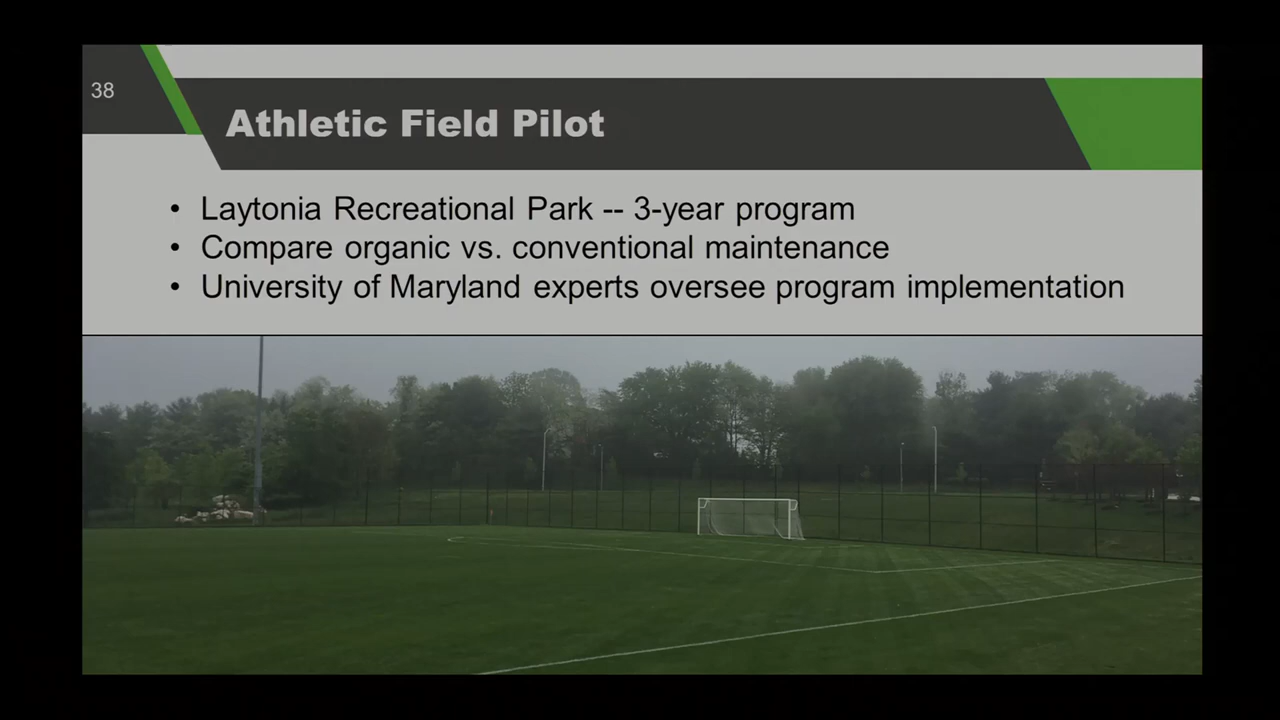 38
Athletic Field Pilot
• Laytonia Recreational Park -- 3-year program
• Compare organic vs. conventional maintenance
• University of Maryland experts oversee program implementation